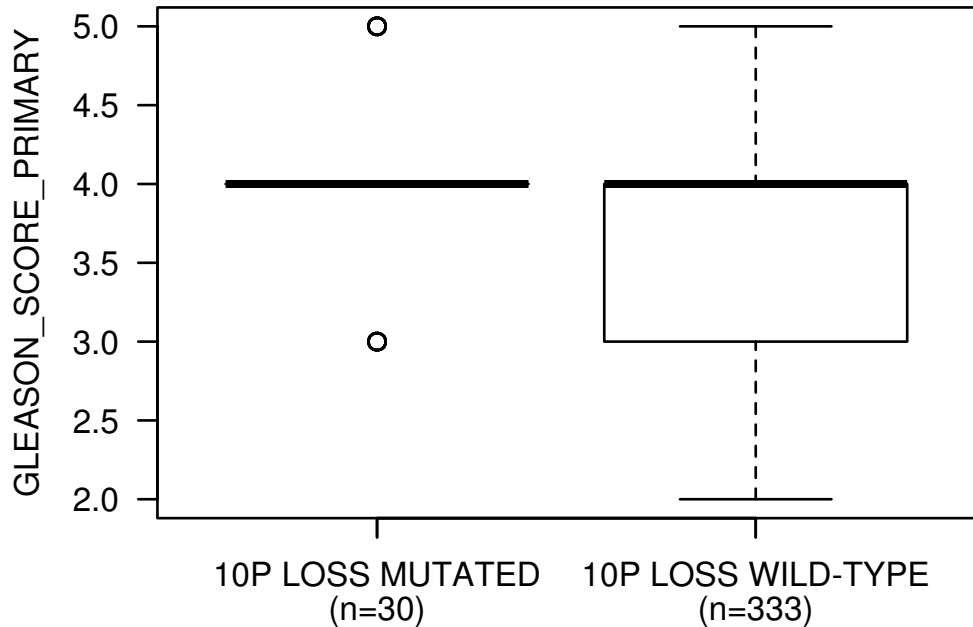 GLEASON_SCORE_PRIMARY
5.0
4.5
4.0
3.5
3.0
2.5
2.0
10P LOSS MUTATED
(n=30)
10P LOSS WILD-TYPE
(n=333)